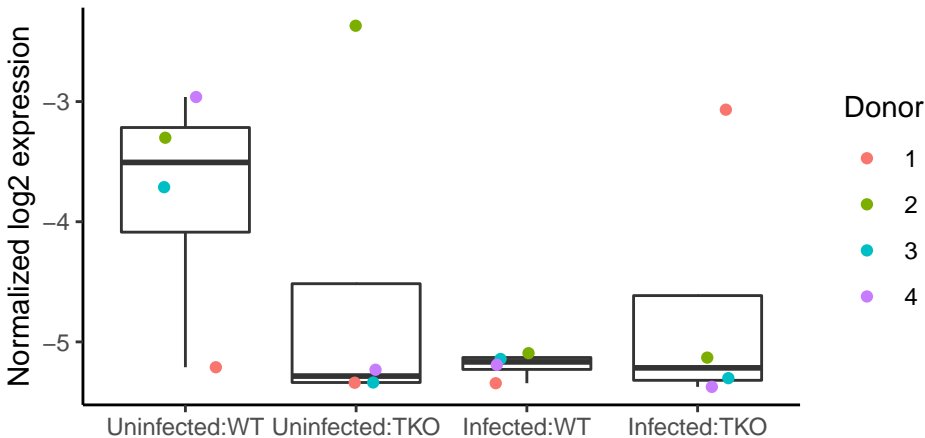 Normalized log2 expression
−3
−4
−5
Uninfected:WT
Uninfected:TKO
Infected:WT
Infected:TKO
Donor
1
2
3
4